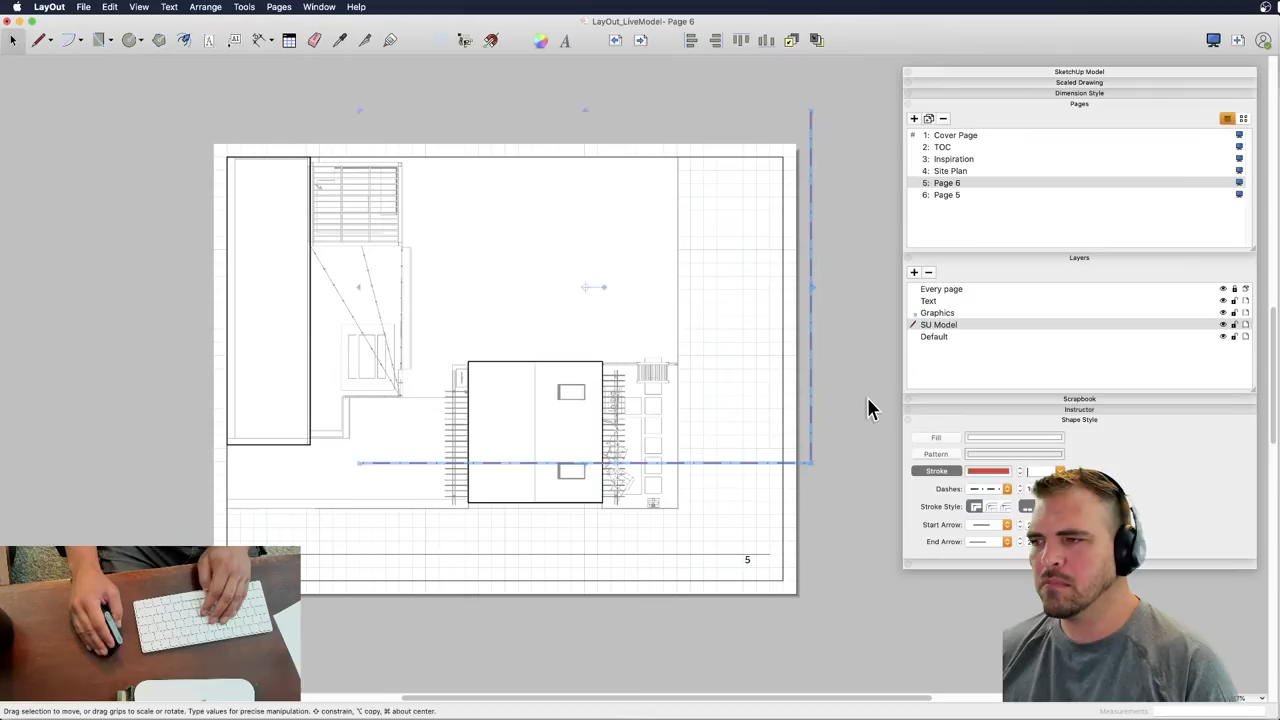 LayOut File Edit View Text Arrange Tools Pages Window Help
LayOut_LiveModel- Page 6
SketchUp Model
Scaled Drawing
Dimension Style
Pages
# 1: Cover Page
2: TOC
3: Inspiration
4: Site Plan
5: Page 6
6: Page 5
Layers
Every page
Text
Graphics
SU Model
Default
Scrapbook
Instructor
Shape Style
Fill
Pattern
Stroke
Dashes:
Stroke Style:
Start Arrow:
End Arrow:
5
Drag selection to move, or drag grips to scale or rotate. Type values for precise manipulation. ⇧ constrain, ⌥ copy, ⌘ about center.
Measurements